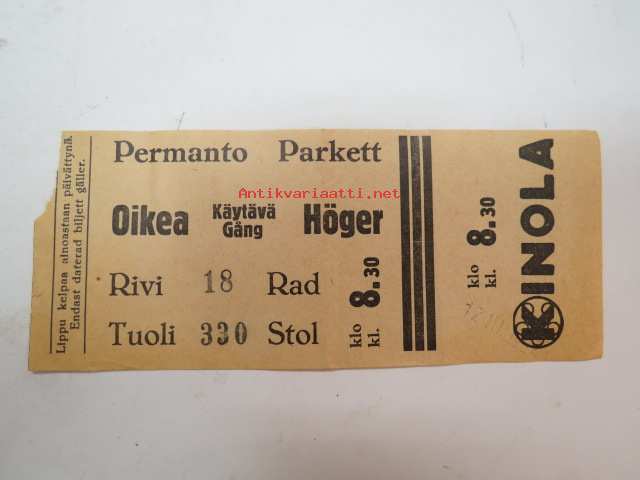 Lippu kelpaa ainoastaan päivättynä.
Endast daterad biljett gäller.
Permanto Parkett
Oikea Käytävä Höger
Gång
Rivi 18 Rad
Tuoli 330 Stol
klo 8.30
kl.
klo 8.30
kl.
KINOLA
Antikvariaatti.net